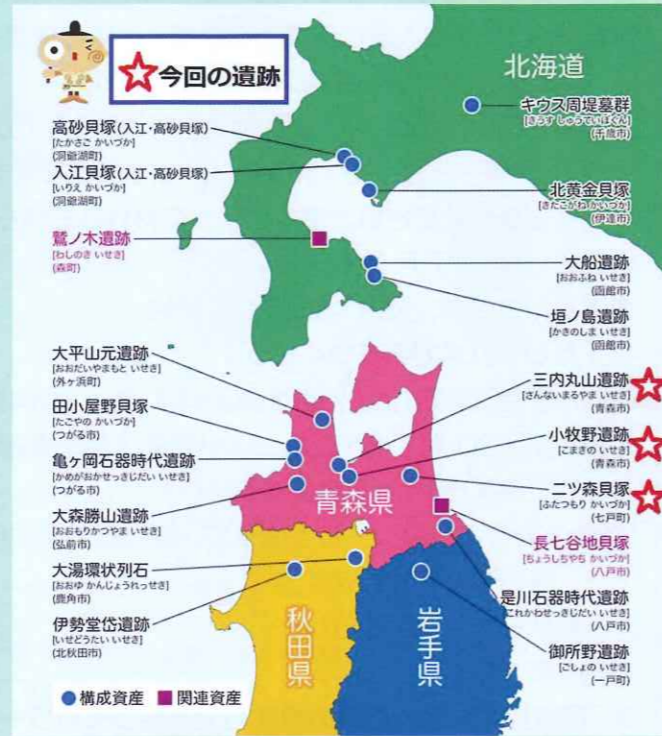 今回の遺跡
北海道
高砂貝塚(入江・高砂貝塚)
[たかさご かいづか]
(洞爺湖町)
入江貝塚(入江・高砂貝塚)
[いりえ かいづか]
(洞爺湖町)
鷲ノ木遺跡
[わしのき いせき]
(森町)
キウス周堤墓群
[きうす しゅうていぼぐん]
(千歳市)
北黄金貝塚
[きたこがね かいづか]
(伊達市)
大船遺跡
[おおふね いせき]
(函館市)
垣ノ島遺跡
[かきのしま いせき]
(函館市)
大平山元遺跡
[おおだいやまもと いせき]
(外ヶ浜町)
田小屋野貝塚
[たごやの かいづか]
(つがる市)
亀ヶ岡石器時代遺跡
[かめがおかせっきじだい いせき]
(つがる市)
大森勝山遺跡
[おおもりかつやま いせき]
(弘前市)
大湯環状列石
[おおゆ かんじょうれっせき]
(鹿角市)
伊勢堂岱遺跡
[いせどうたい いせき]
(北秋田市)
三内丸山遺跡
[さんないまるやま いせき]
(青森市)
小牧野遺跡
[こまきの いせき]
(青森市)
二ツ森貝塚
[ふたつもり かいづか]
(七戸町)
長七谷地貝塚
[ちょうしちやち かいづか]
(八戸市)
是川石器時代遺跡
[これかわせっきじだい いせき]
(八戸市)
御所野遺跡
[ごしょの いせき]
(一戸町)
青森県
秋田県
岩手県
構成資産 関連資産